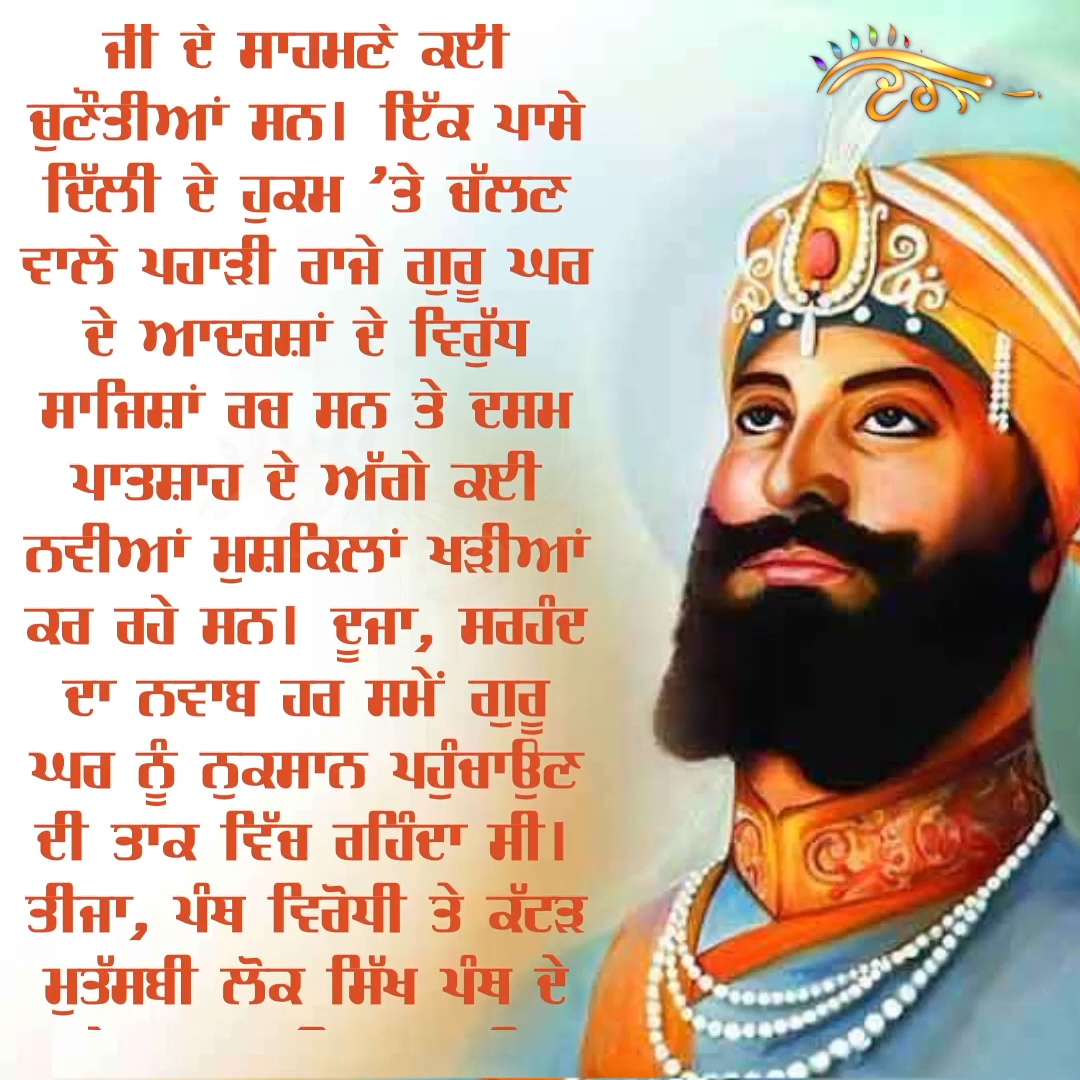 ਜੀ ਦੇ ਸਾਹਮਣੇ ਕਈ
ਚੁਣੌਤੀਆਂ ਸਨ। ਇੱਕ ਪਾਸੇ
ਦਿੱਲੀ ਦੇ ਹੁਕਮ ’ਤੇ ਚੱਲਣ
ਵਾਲੇ ਪਹਾੜੀ ਰਾਜੇ ਗੁਰੂ ਘਰ
ਦੇ ਆਦਰਸ਼ਾਂ ਦੇ ਵਿਰੁੱਧ
ਸਾਜਿਸ਼ਾਂ ਰਚ ਸਨ ਤੇ ਦਸਮ
ਪਾਤਸ਼ਾਹ ਦੇ ਅੱਗੇ ਕਈ
ਨਵੀਆਂ ਮੁਸ਼ਕਿਲਾਂ ਖੜੀਆਂ
ਕਰ ਰਹੇ ਸਨ। ਦੂਜਾ, ਸਰਹੰਦ
ਦਾ ਨਵਾਬ ਹਰ ਸਮੇਂ ਗੁਰੂ
ਘਰ ਨੂੰ ਨੁਕਸਾਨ ਪਹੁੰਚਾਉਣ
ਦੀ ਤਾਕ ਵਿੱਚ ਰਹਿੰਦਾ ਸੀ।
ਤੀਜਾ, ਪੰਥ ਵਿਰੋਧੀ ਤੇ ਕੱਟੜ
ਮੁਤੱਸਬੀ ਲੋਕ ਸਿੱਖ ਪੰਥ ਦੇ